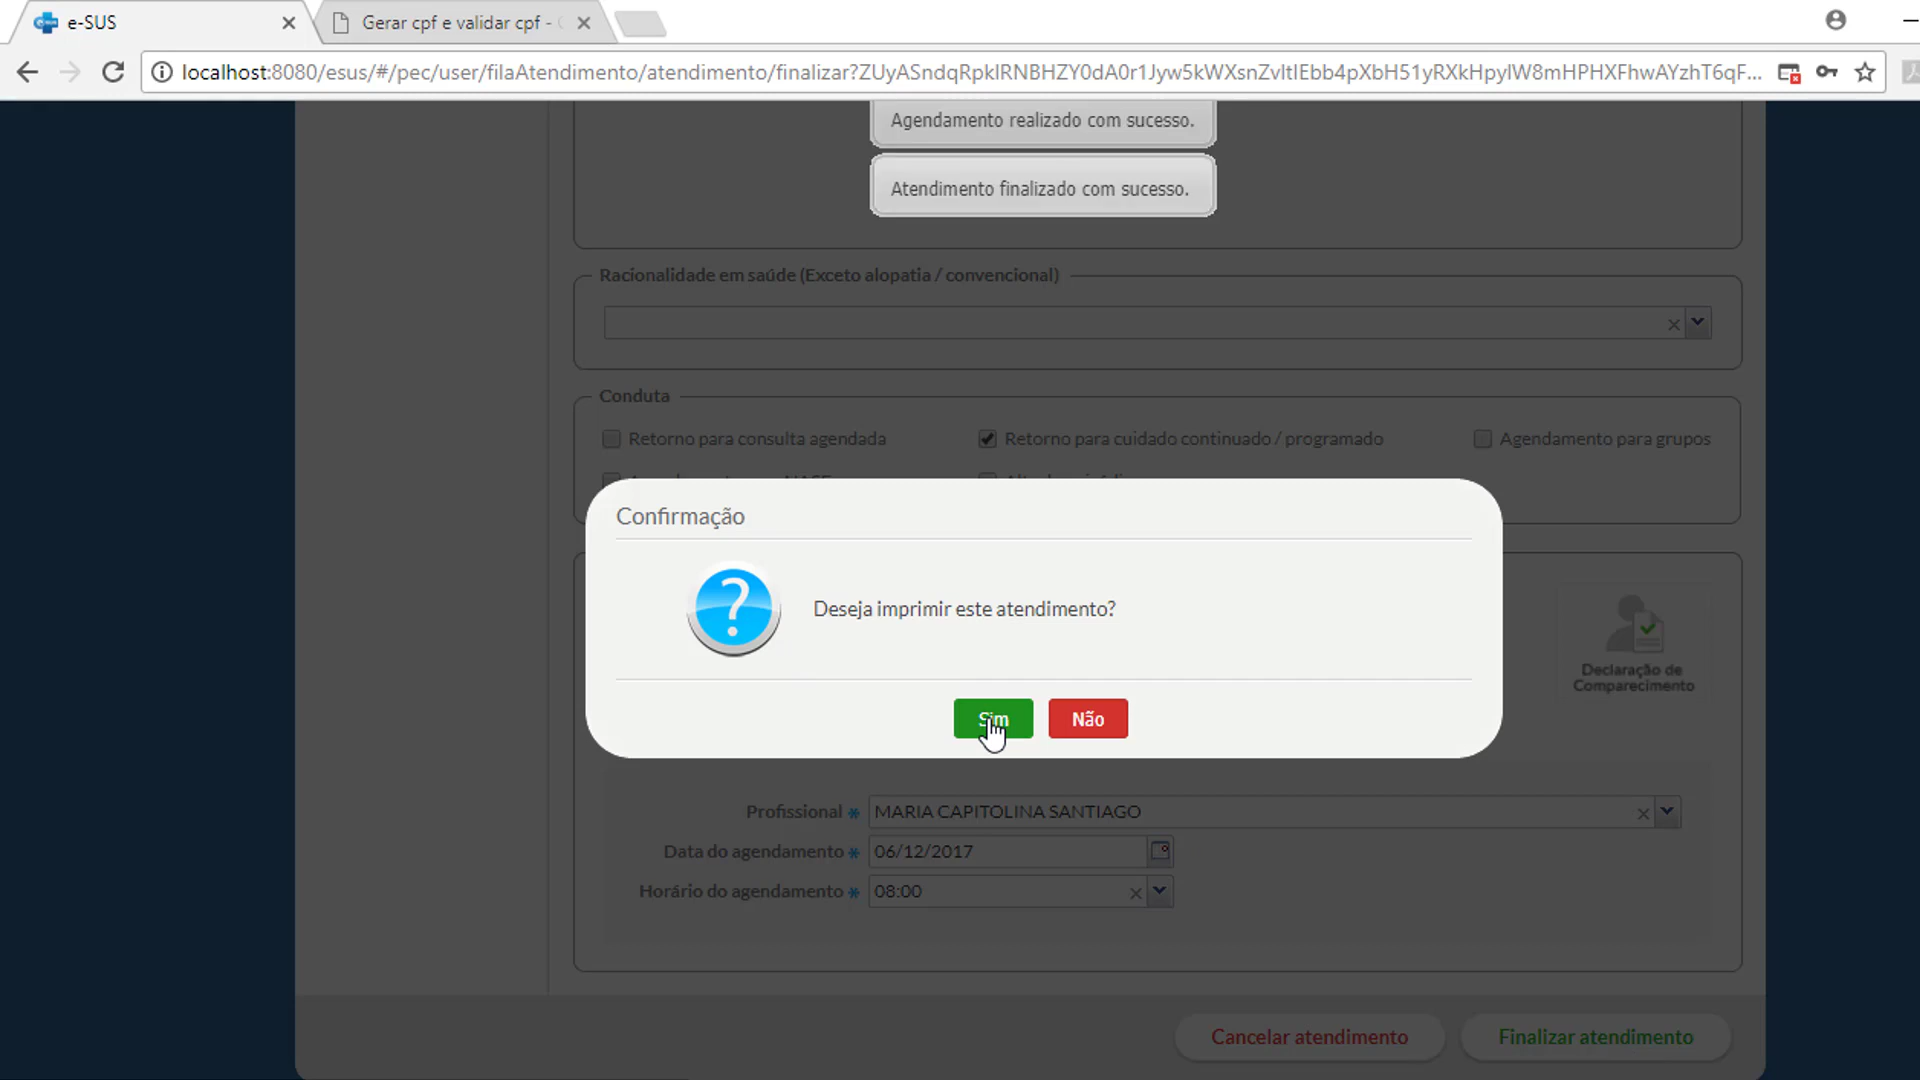 e-SUS
Gerar cpf e validar cpf -
localhost:8080/esus/#/pec/user/filaAtendimento/atendimento/finalizar?ZUyASndqRpklRNBHZY0dA0r1Jyw5kWXsnZvltlEbb4pXbH51yRXkHpylW8mHPHXFhwAYzhT6qF...
Agendamento realizado com sucesso.
Atendimento finalizado com sucesso.
Racionalidade em saúde (Exceto alopatia / convencional)
Conduta
Retorno para consulta agendada
Retorno para cuidado continuado / programado
Agendamento para grupos
Confirmação
Deseja imprimir este atendimento?
Sim
Não
Declaração de
Comparecimento
Profissional * MARIA CAPITOLINA SANTIAGO
Data do agendamento * 06/12/2017
Horário do agendamento * 08:00
Cancelar atendimento
Finalizar atendimento